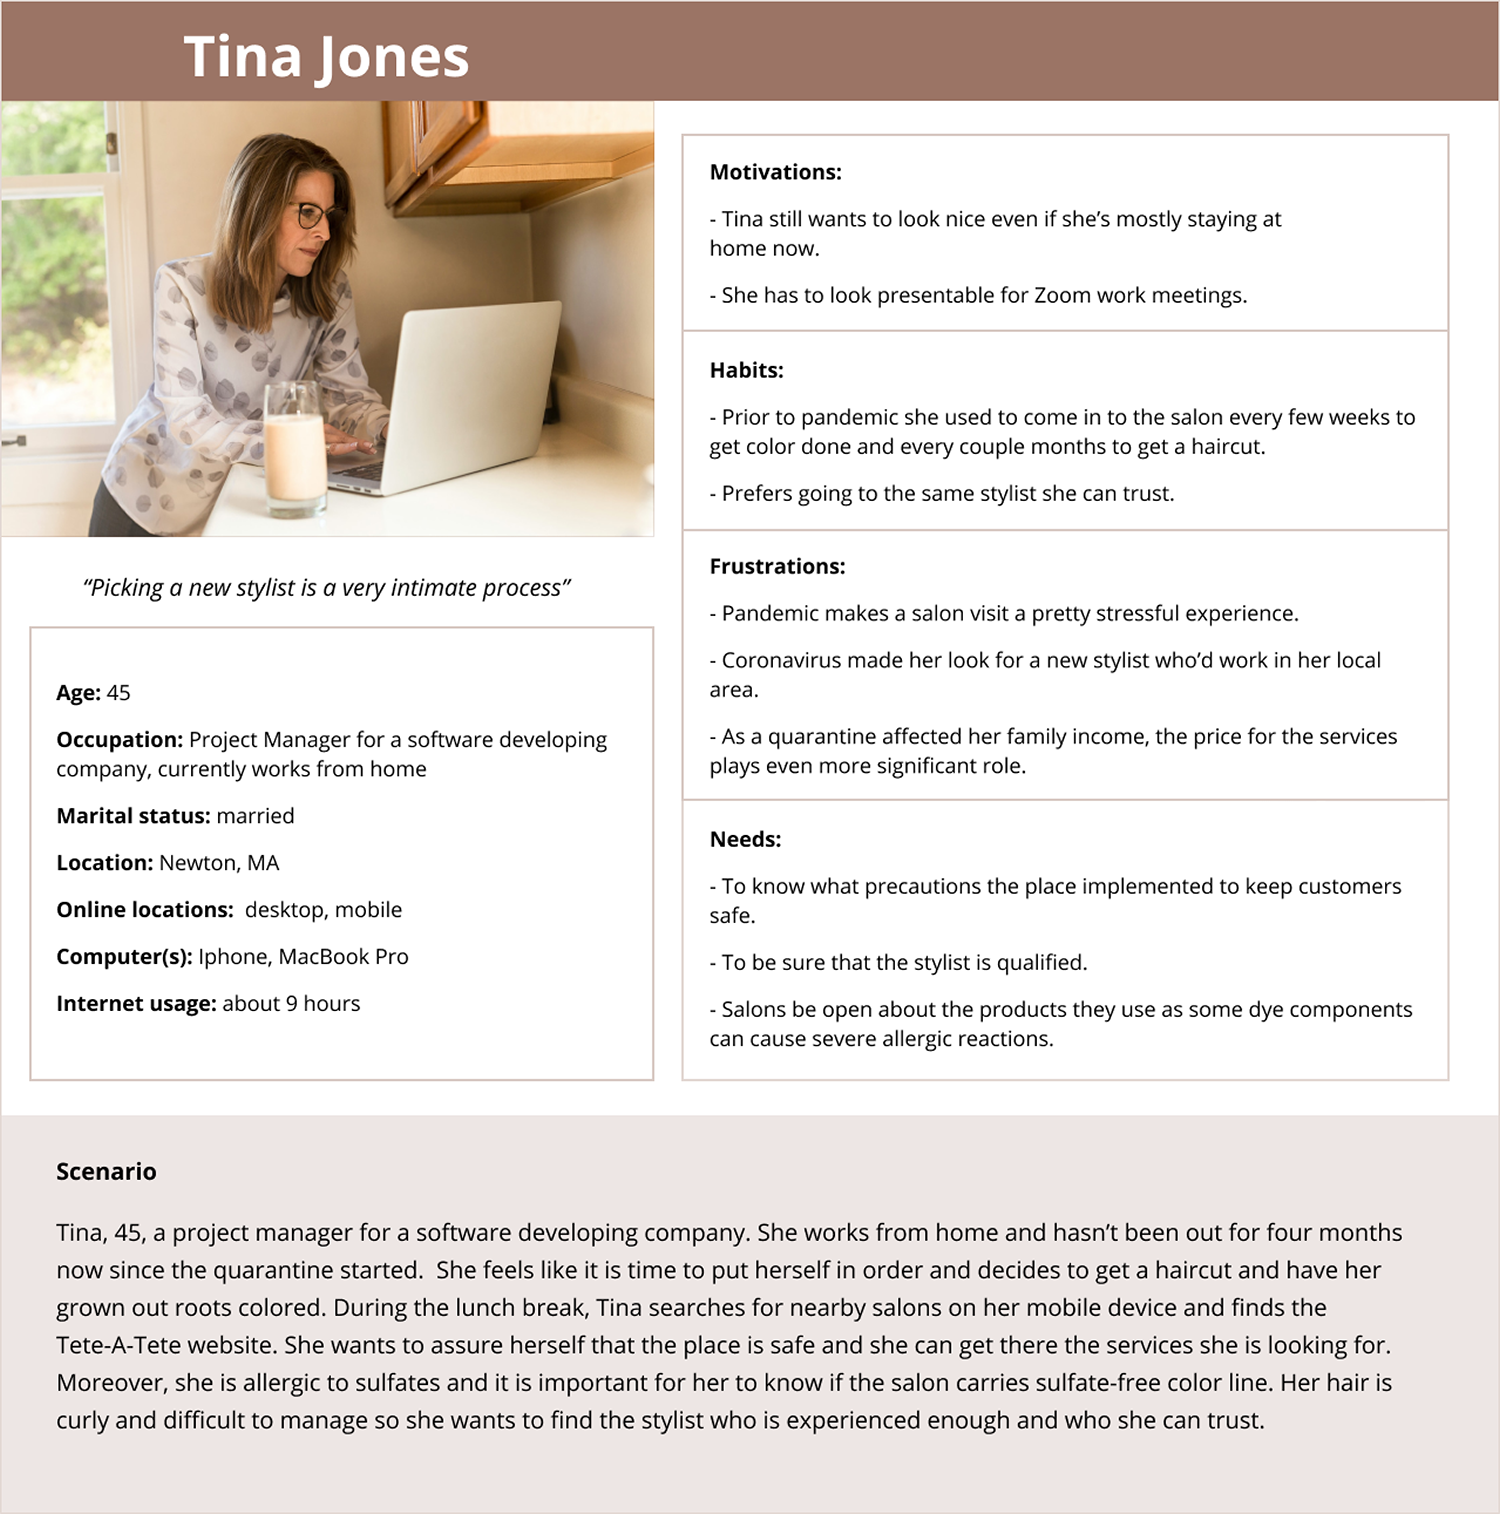 Tina Jones
“Picking a new stylist is a very intimate process”
Age: 45
Occupation: Project Manager for a software developing
company, currently works from home
Marital status: married
Location: Newton, MA
Online locations:  desktop, mobile
Computer(s): Iphone, MacBook Pro
Internet usage: about 9 hours
Motivations:
- Tina still wants to look nice even if she’s mostly staying at
home now.
- She has to look presentable for Zoom work meetings.
Habits:
- Prior to pandemic she used to come in to the salon every few weeks to
get color done and every couple months to get a haircut.
- Prefers going to the same stylist she can trust.
Frustrations:
- Pandemic makes a salon visit a pretty stressful experience.
- Coronavirus made her look for a new stylist who’d work in her local
area.
- As a quarantine affected her family income, the price for the services
plays even more significant role.
Needs:
- To know what precautions the place implemented to keep customers
safe.
- To be sure that the stylist is qualified.
- Salons be open about the products they use as some dye components
can cause severe allergic reactions.
Scenario
Tina, 45, a project manager for a software developing company. She works from home and hasn’t been out for four months
now since the quarantine started.  She feels like it is time to put herself in order and decides to get a haircut and have her
grown out roots colored. During the lunch break, Tina searches for nearby salons on her mobile device and finds the
Tete-A-Tete website. She wants to assure herself that the place is safe and she can get there the services she is looking for.
Moreover, she is allergic to sulfates and it is important for her to know if the salon carries sulfate-free color line. Her hair is
curly and difficult to manage so she wants to find the stylist who is experienced enough and who she can trust.